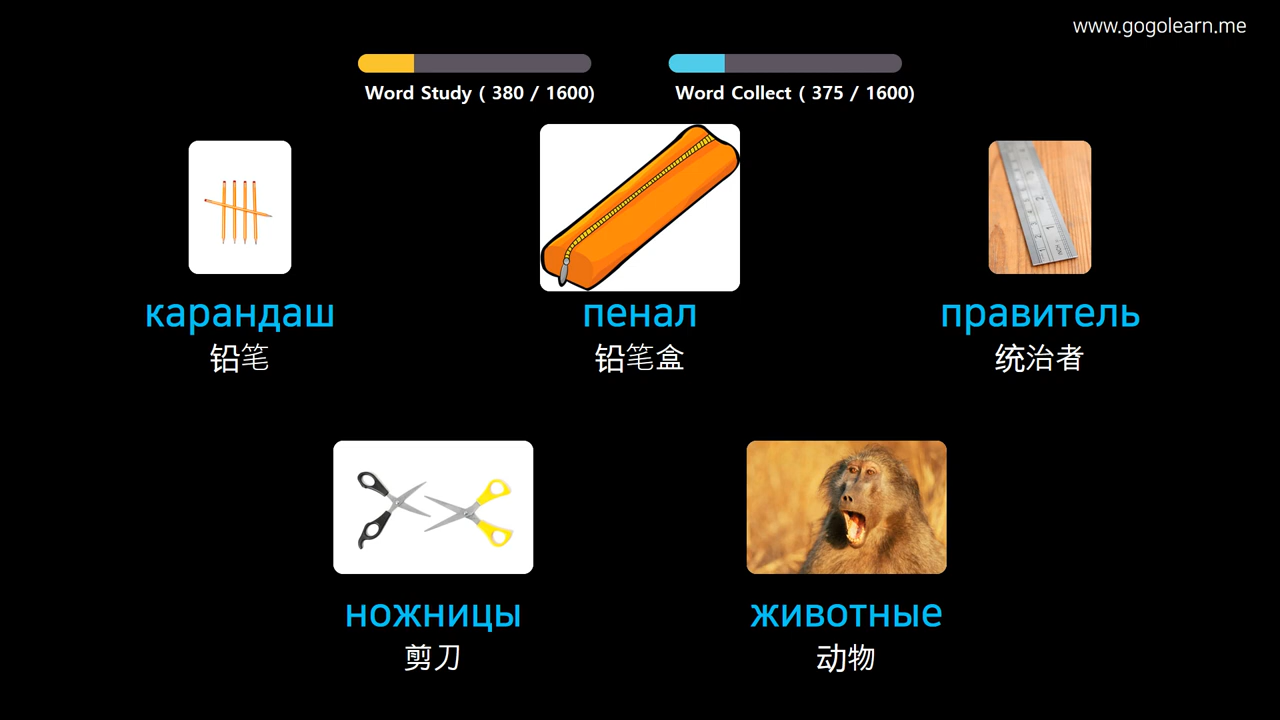 www.gogolearn.me
Word Study ( 380 / 1600)
Word Collect ( 375 / 1600)
карандаш
铅笔
пенал
铅笔盒
правитель
统治者
ножницы
剪刀
животные
动物